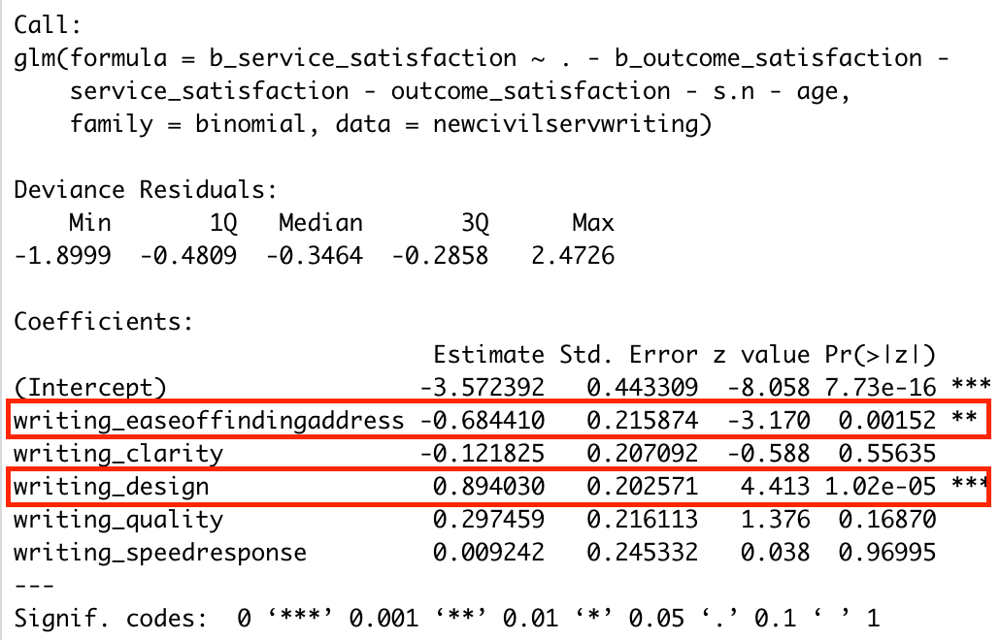 Call:
glm(formula = b_service_satisfaction ~ . - b_outcome_satisfaction -
    service_satisfaction - outcome_satisfaction - s.n - age,
    family = binomial, data = newcivilservwriting)
Deviance Residuals:
    Min       1Q   Median       3Q      Max
-1.8999  -0.4809  -0.3464  -0.2858   2.4726
Coefficients:
                          Estimate Std. Error z value Pr(>|z|)
(Intercept)              -3.572392   0.443309  -8.058 7.73e-16 ***
writing_easeoffindingaddress -0.684410   0.215874  -3.170  0.00152 **
writing_clarity          -0.121825   0.207092  -0.588  0.55635
writing_design            0.894030   0.202571   4.413 1.02e-05 ***
writing_quality           0.297459   0.216113   1.376  0.16870
writing_speedresponse     0.009242   0.245332   0.038  0.96995
---
Signif. codes:  0 ‘***’ 0.001 ‘**’ 0.01 ‘*’ 0.05 ‘.’ 0.1 ‘ ’ 1